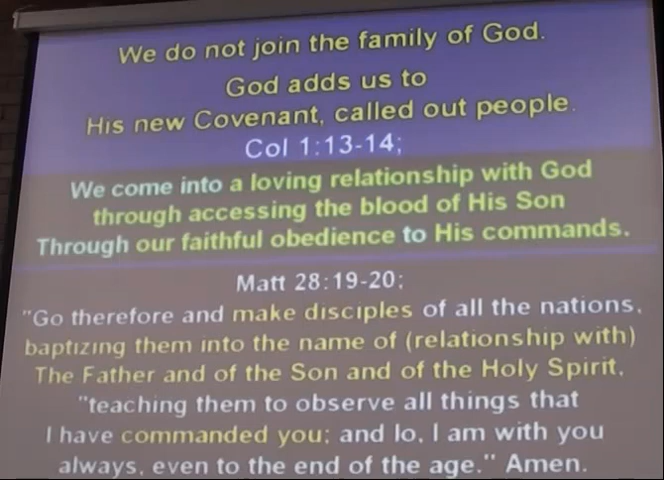 We do not join the family of God.
God adds us to
His new Covenant, called out people.
Col 1:13-14;
We come into a loving relationship with God
through accessing the blood of His Son
Through our faithful obedience to His commands.
Matt 28:19-20;
"Go therefore and make disciples of all the nations,
baptizing them into the name of (relationship with)
The Father and of the Son and of the Holy Spirit,
"teaching them to observe all things that
I have commanded you; and lo, I am with you
always, even to the end of the age." Amen.